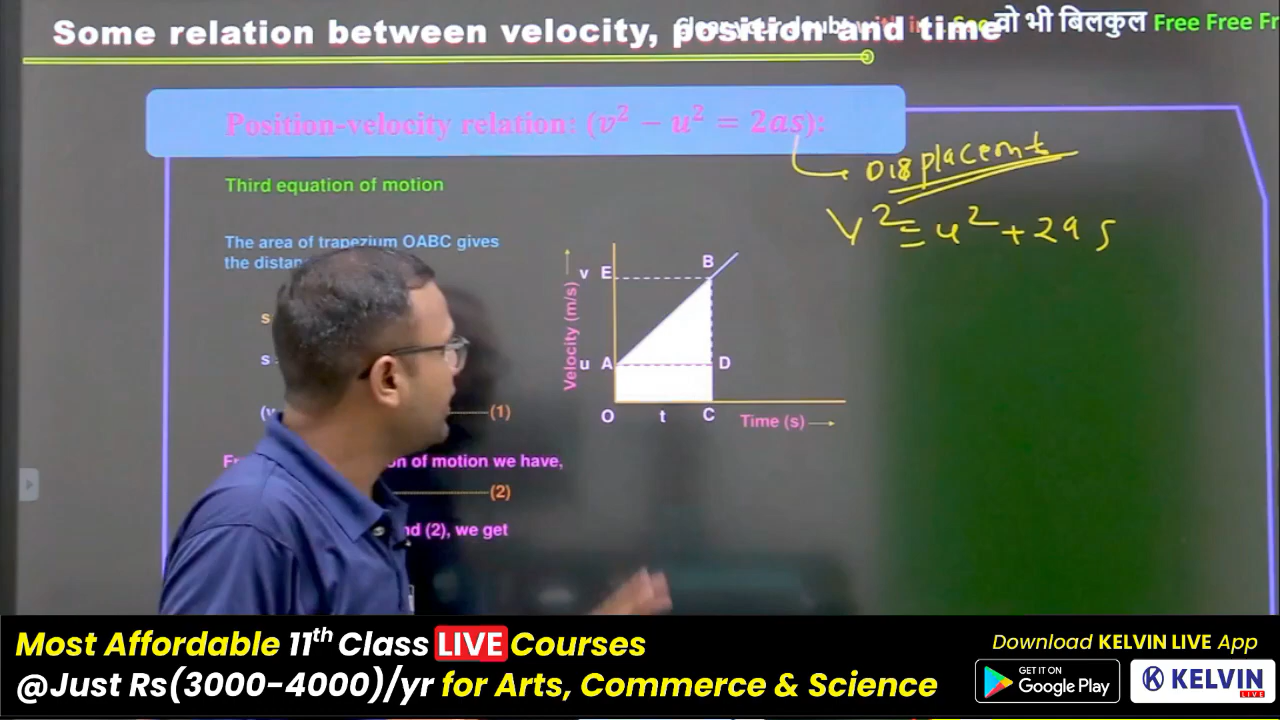 Some relation between velocity, position and time
वो भी बिलकुल Free Free Fr
Position-velocity relation: (v² − u² = 2as):
Displacement
V² = u² + 2as
Third equation of motion
The area of trapezium OABC gives
the distan
s
s
(v
(1)
on of motion we have,
(2)
nd (2), we get
v E B
Velocity (m/s)
u A D
O t C Time (s)
Most Affordable 11th Class LIVE Courses
@Just Rs(3000-4000)/yr for Arts, Commerce & Science
Download KELVIN LIVE App
GET IT ON
Google Play
KELVIN
LIVE